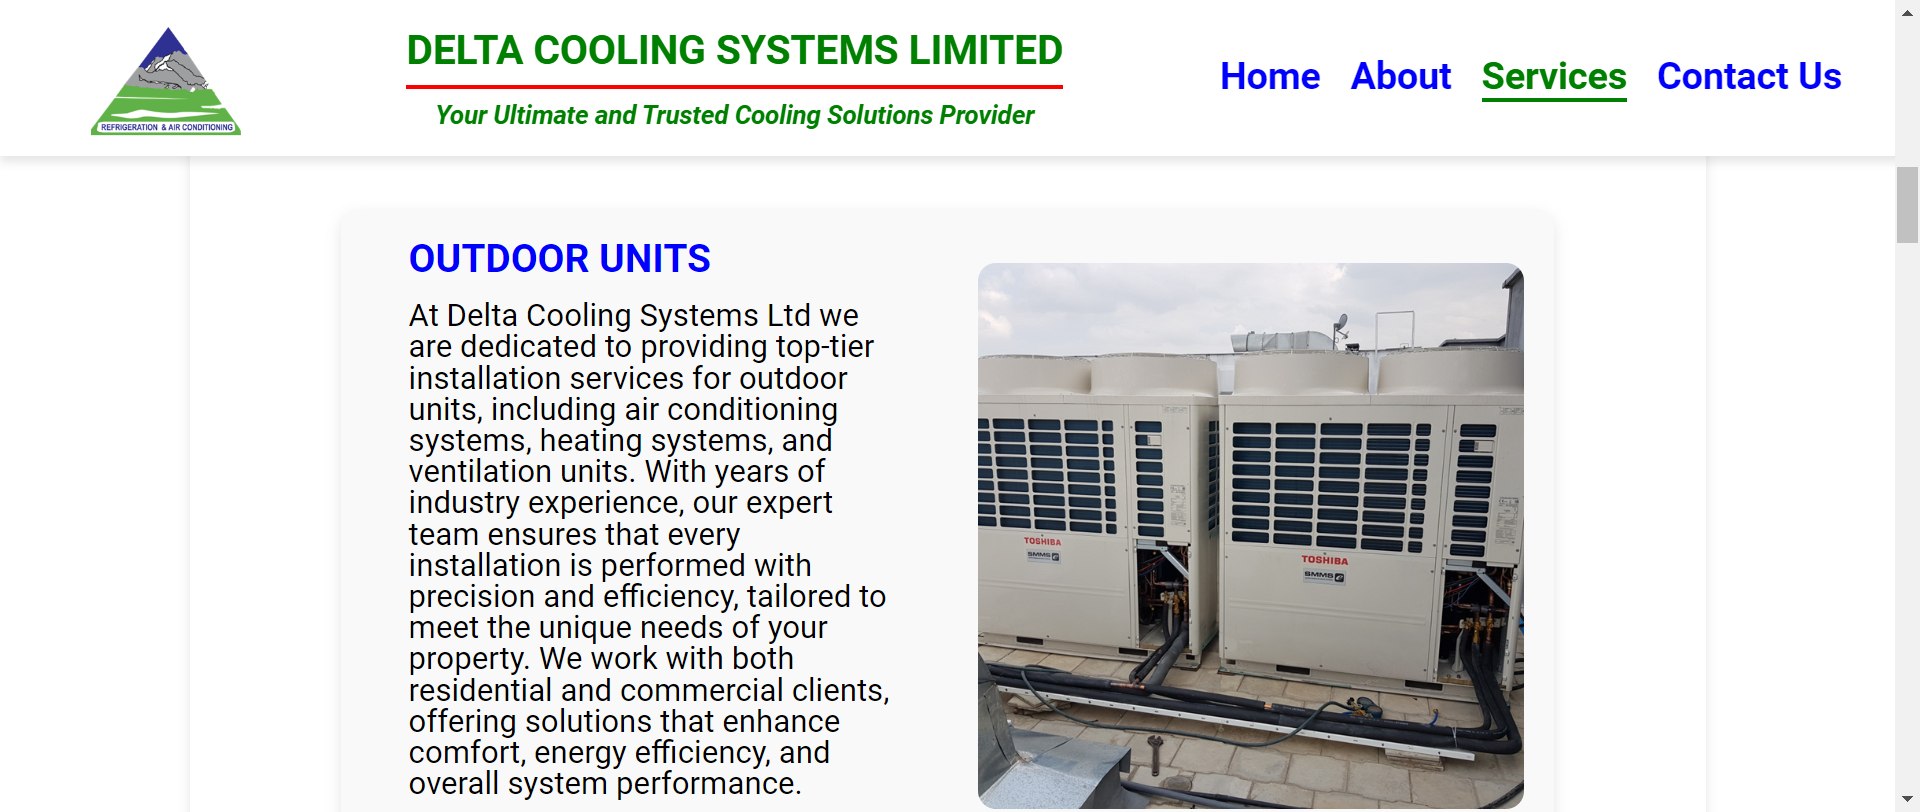 REFRIGERATION & AIR CONDITIONING
DELTA COOLING SYSTEMS LIMITED
Your Ultimate and Trusted Cooling Solutions Provider
Home About Services Contact Us
OUTDOOR UNITS
At Delta Cooling Systems Ltd we
are dedicated to providing top-tier
installation services for outdoor
units, including air conditioning
systems, heating systems, and
ventilation units. With years of
industry experience, our expert
team ensures that every
installation is performed with
precision and efficiency, tailored to
meet the unique needs of your
property. We work with both
residential and commercial clients,
offering solutions that enhance
comfort, energy efficiency, and
overall system performance.
TOSHIBA
SMMS
TOSHIBA
SMMS e